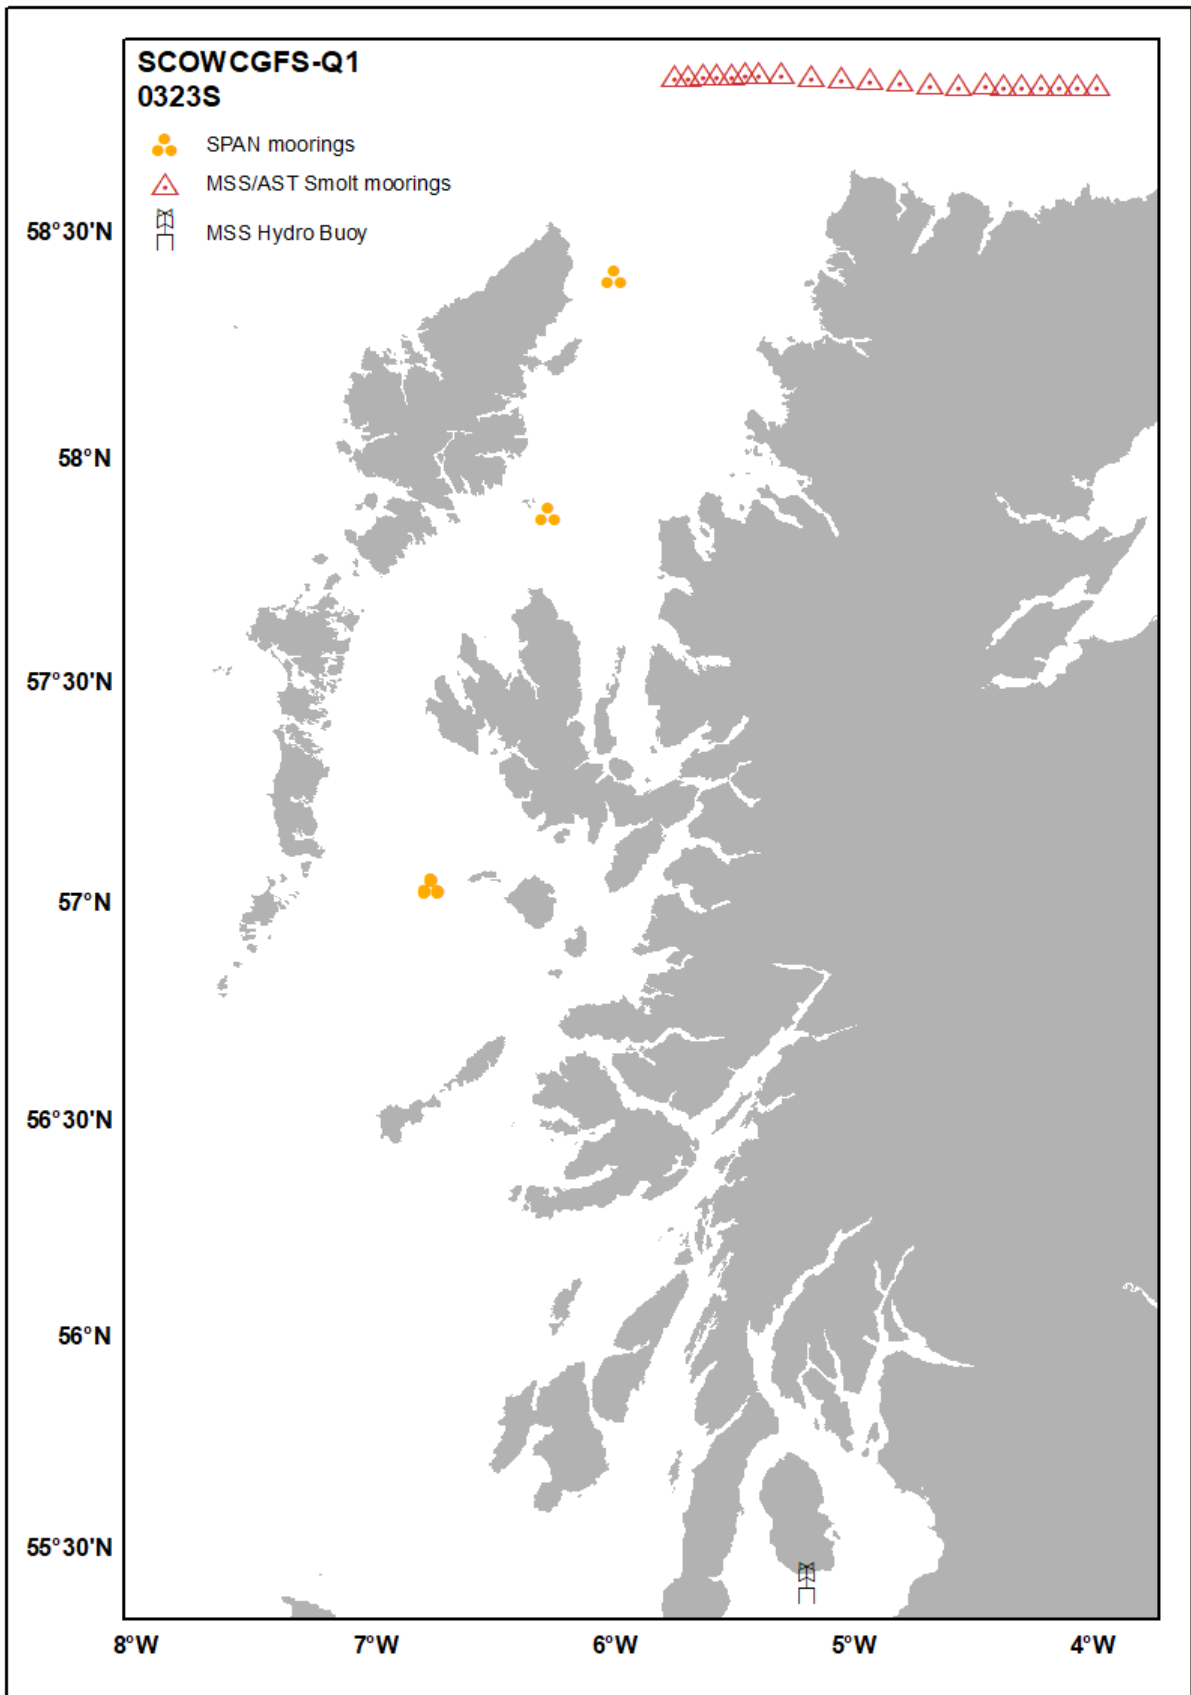 SCOWCGFS-Q1
0323S
SPAN moorings
MSS/AST Smolt moorings
MSS Hydro Buoy
58°30'N
58°N
57°30'N
57°N
56°30'N
56°N
55°30'N
8°W 7°W 6°W 5°W 4°W